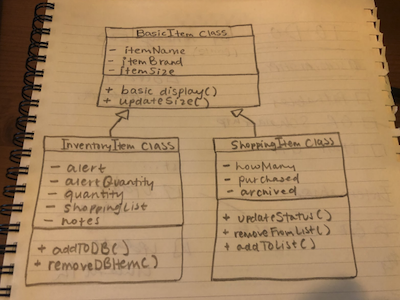 BasicItem Class
- itemName
- itemBrand
- itemSize
+ basic display()
+ updateSize()
InventoryItem Class
- alert
- alertQuantity
- quantity
- shoppingList
- notes
+ addToDB()
+ removeDBItem()
ShoppingItem Class
- howMany
- purchased
- archived
+ updateStatus()
+ removeFromList()
+ addToList()